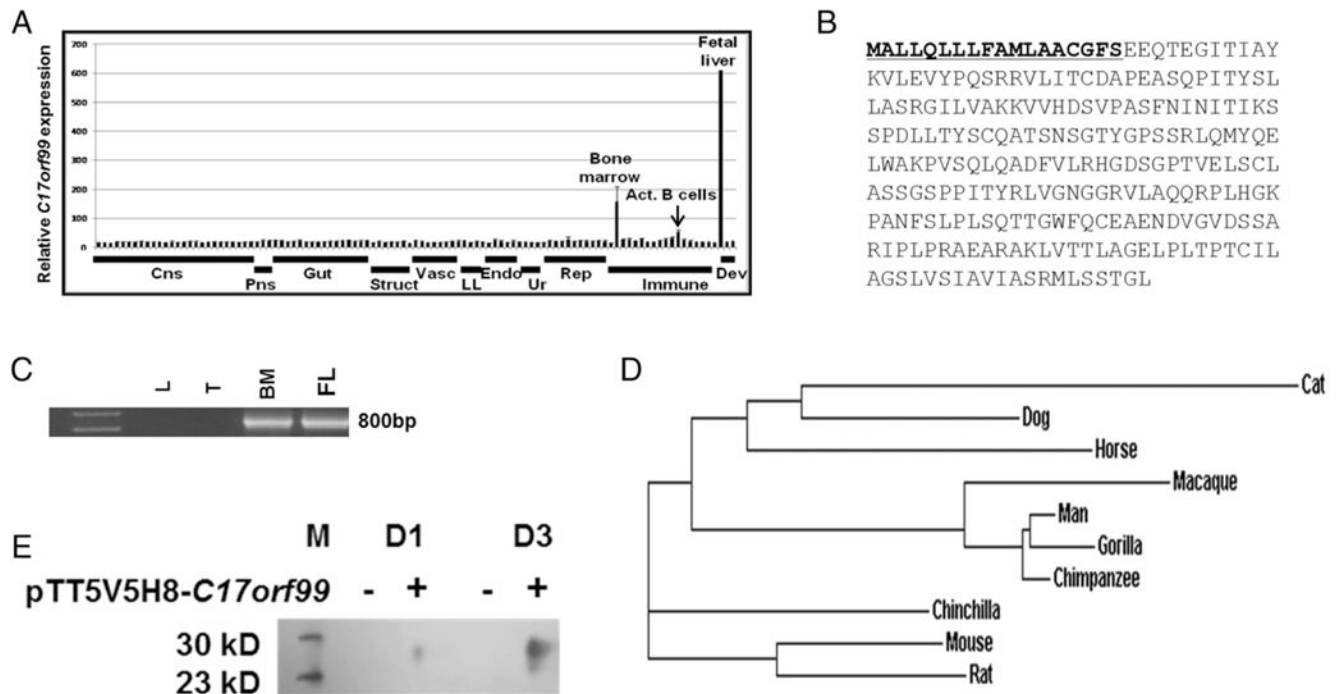 A
Relative C17orf99 expression
700
600
500
400
300
200
100
0
Fetal
liver
Bone
marrow
Act. B cells
Cns
Pns
Gut
Struct
Vasc
LL
Endo
Ur
Rep
Immune
Dev
B
MALLQLLLFAMLAACGFSEEQTEGITIAY
KVLEVYPQSRRVLITCDAPEASQPITYSL
LASRGILVAKKVVHDSVPASFNINITIKS
SPDLLTYSCQATSNSGTYGPSSRLQMYQE
LWAKPVSQLQADFVLRHGDSGPTVELSCL
ASSGSPPITYRLVGNGGRVLAQQRPLHGK
PANFSLPLSQTTGWFQCEAENDVGVDSSA
RIPLPRAEARAKLVTTLAGELPLTPTCIL
AGSLVSIAVIASRMLSSTGL
C
L T BM FL
800bp
D
Cat
Dog
Horse
Macaque
Man
Gorilla
Chimpanzee
Chinchilla
Mouse
Rat
E
M D1 D3
pTT5V5H8-C17orf99 - + - +
30 kD
23 kD